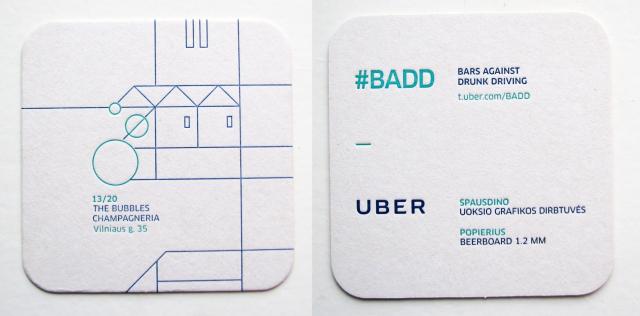 13/20
THE BUBBLES
CHAMPAGNERIA
Vilniaus g. 35
#BADD
BARS AGAINST
DRUNK DRIVING
t.uber.com/BADD
UBER
SPAUSDINO
UOKSIO GRAFIKOS DIRBTUVĖS
POPIERIUS
BEERBOARD 1.2 MM